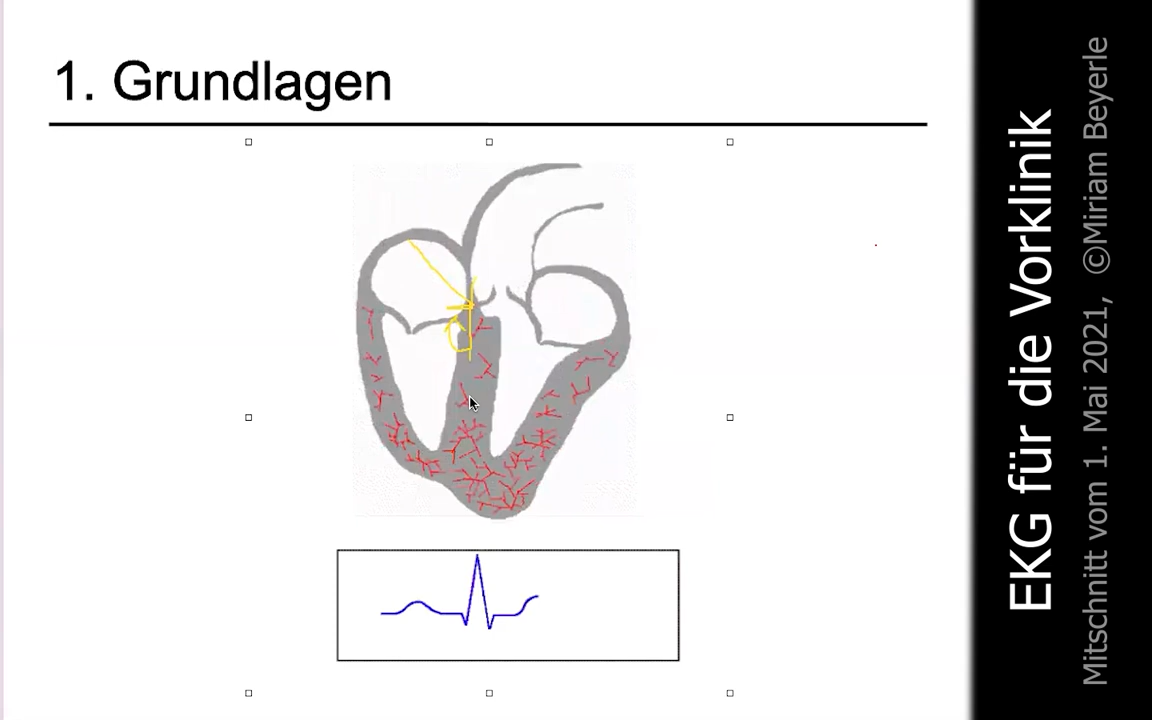 1. Grundlagen
EKG für die Vorklinik
Mitschnitt vom 1. Mai 2021, ©Miriam Beyerle